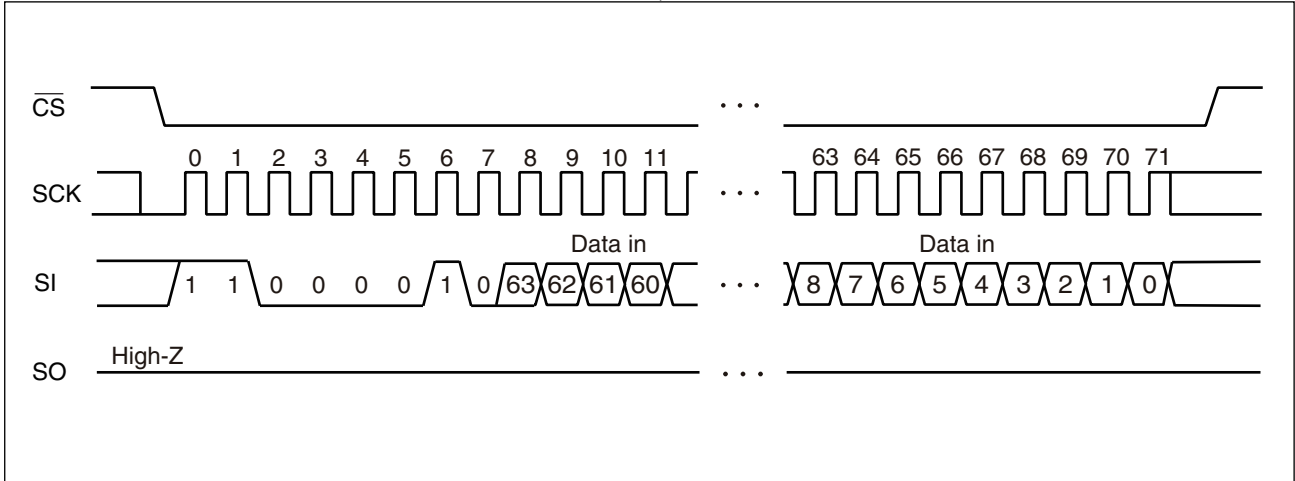 CS
· · ·
0 1 2 3 4 5 6 7 8 9 10 11 63 64 65 66 67 68 69 70 71
SCK
· · ·
Data in Data in
SI 1 1 0 0 0 0 1 0 63 62 61 60 · · · 8 7 6 5 4 3 2 1 0
High-Z
SO
· · ·